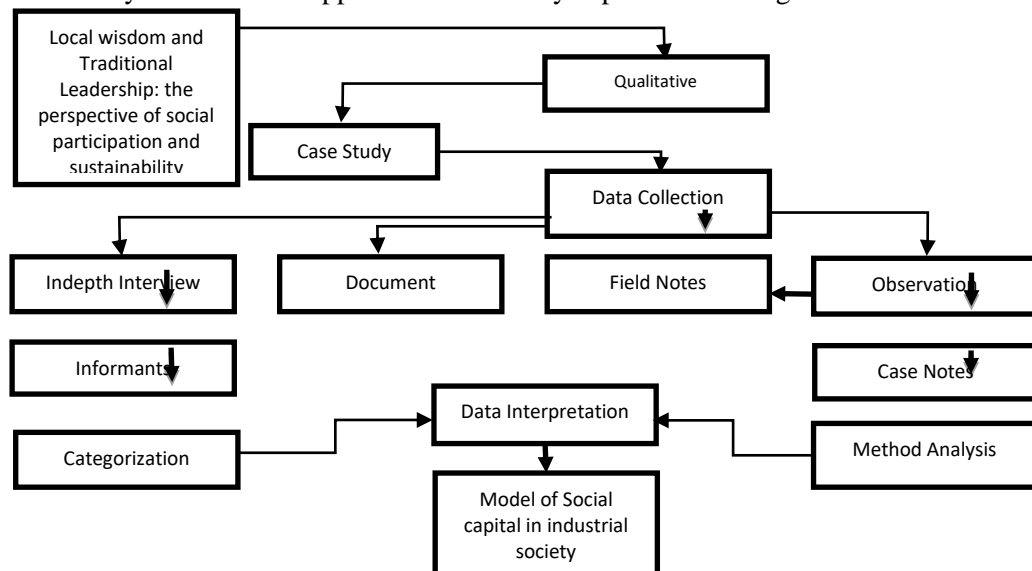 Local wisdom and
Traditional
Leadership: the
perspective of social
participation and
sustainability
Qualitative
Case Study
Data Collection
Indepth Interview
Document
Field Notes
Observation
Informants
Case Notes
Data Interpretation
Categorization
Method Analysis
Model of Social
capital in industrial
society